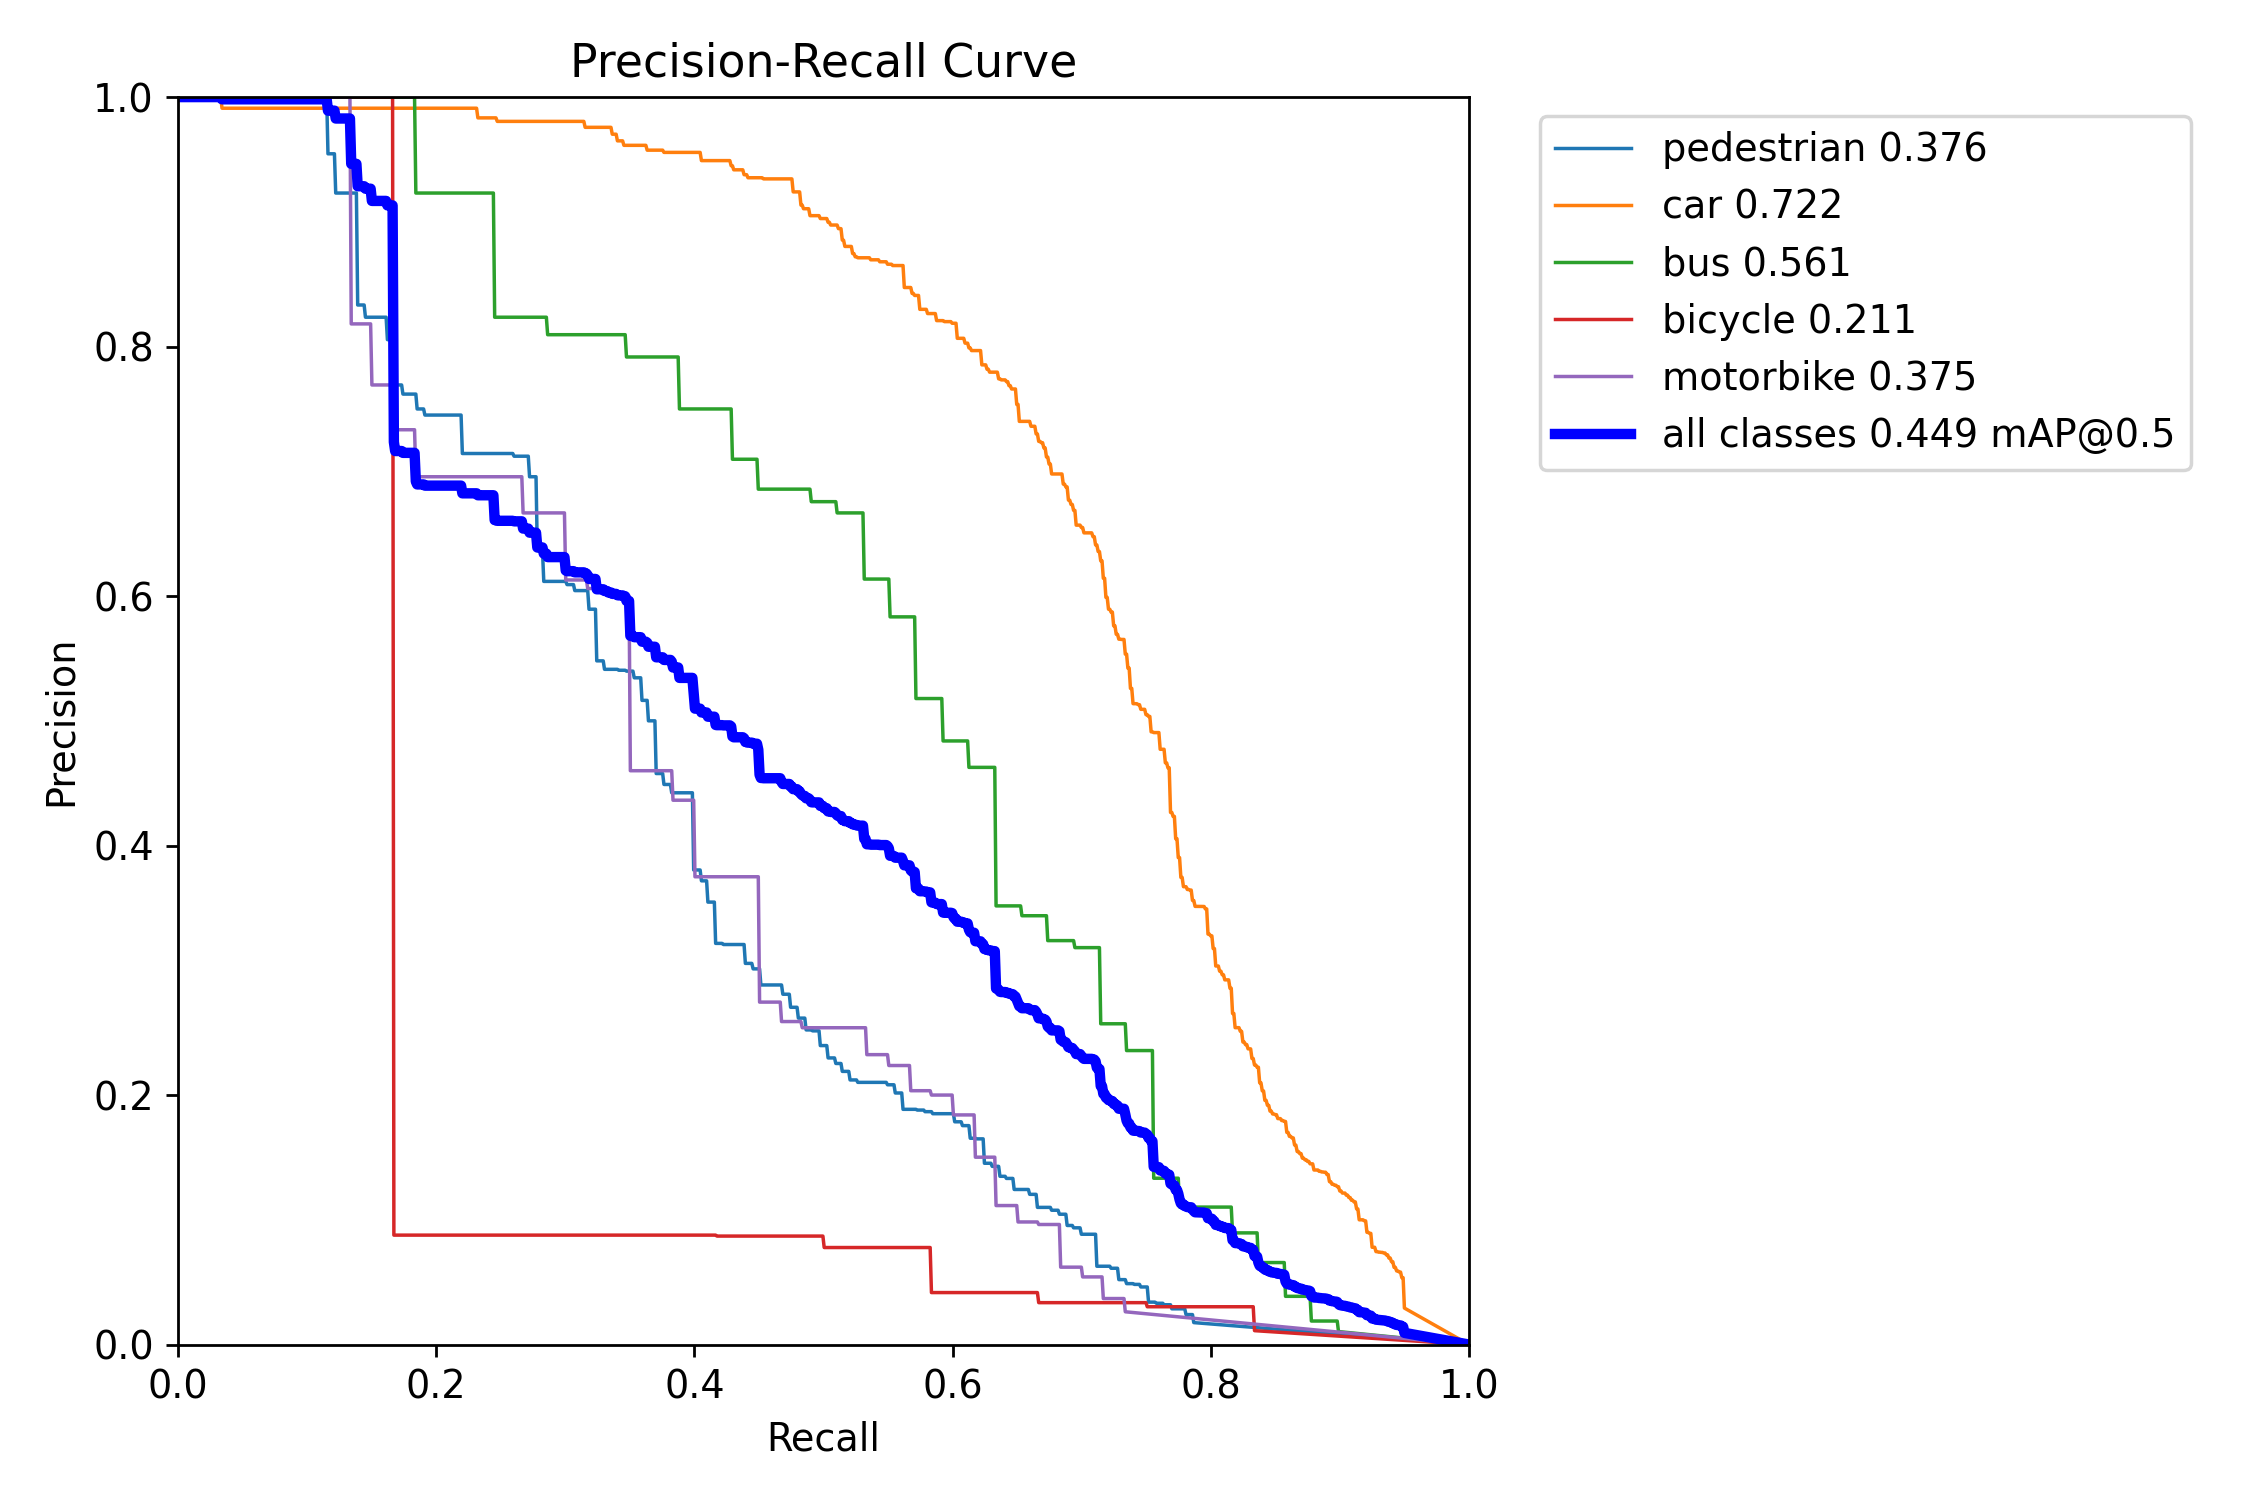 Precision-Recall Curve
1.0
0.8
0.6
0.4
0.2
0.0
Precision
0.0 0.2 0.4 0.6 0.8 1.0
Recall
pedestrian 0.376
car 0.722
bus 0.561
bicycle 0.211
motorbike 0.375
all classes 0.449 mAP@0.5